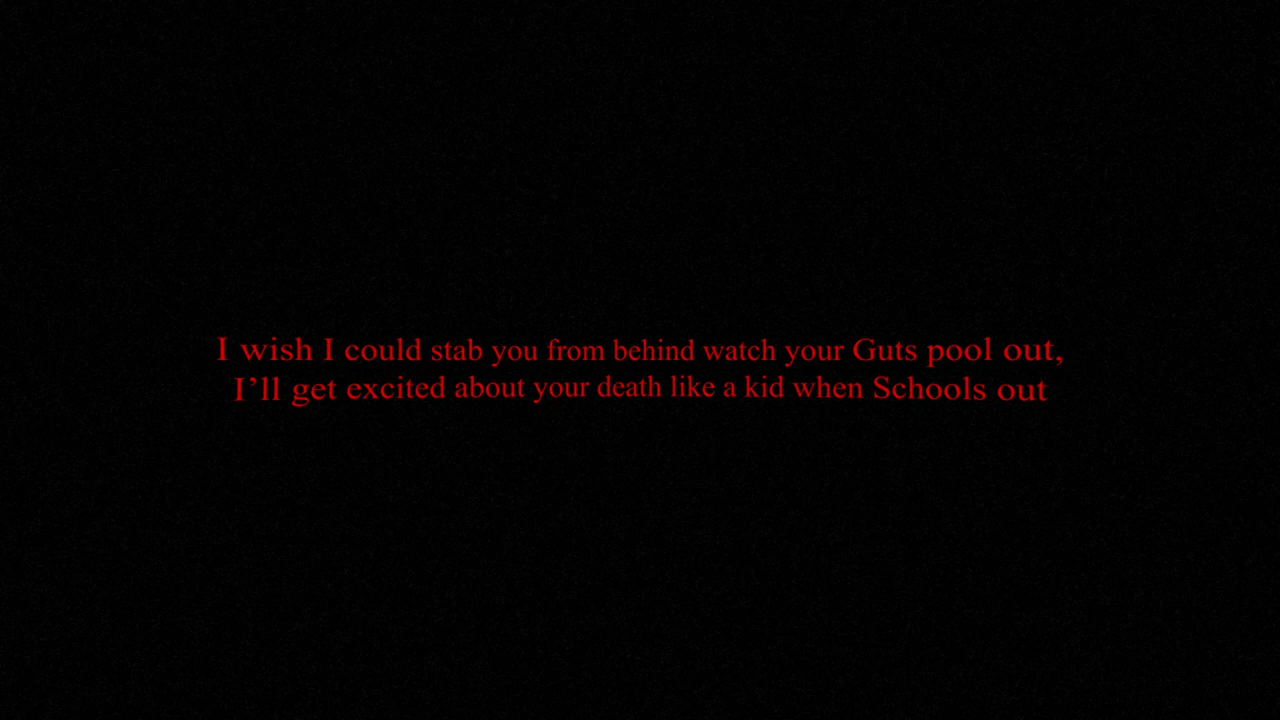 I wish I could stab you from behind watch your Guts pool out,
I’ll get excited about your death like a kid when Schools out